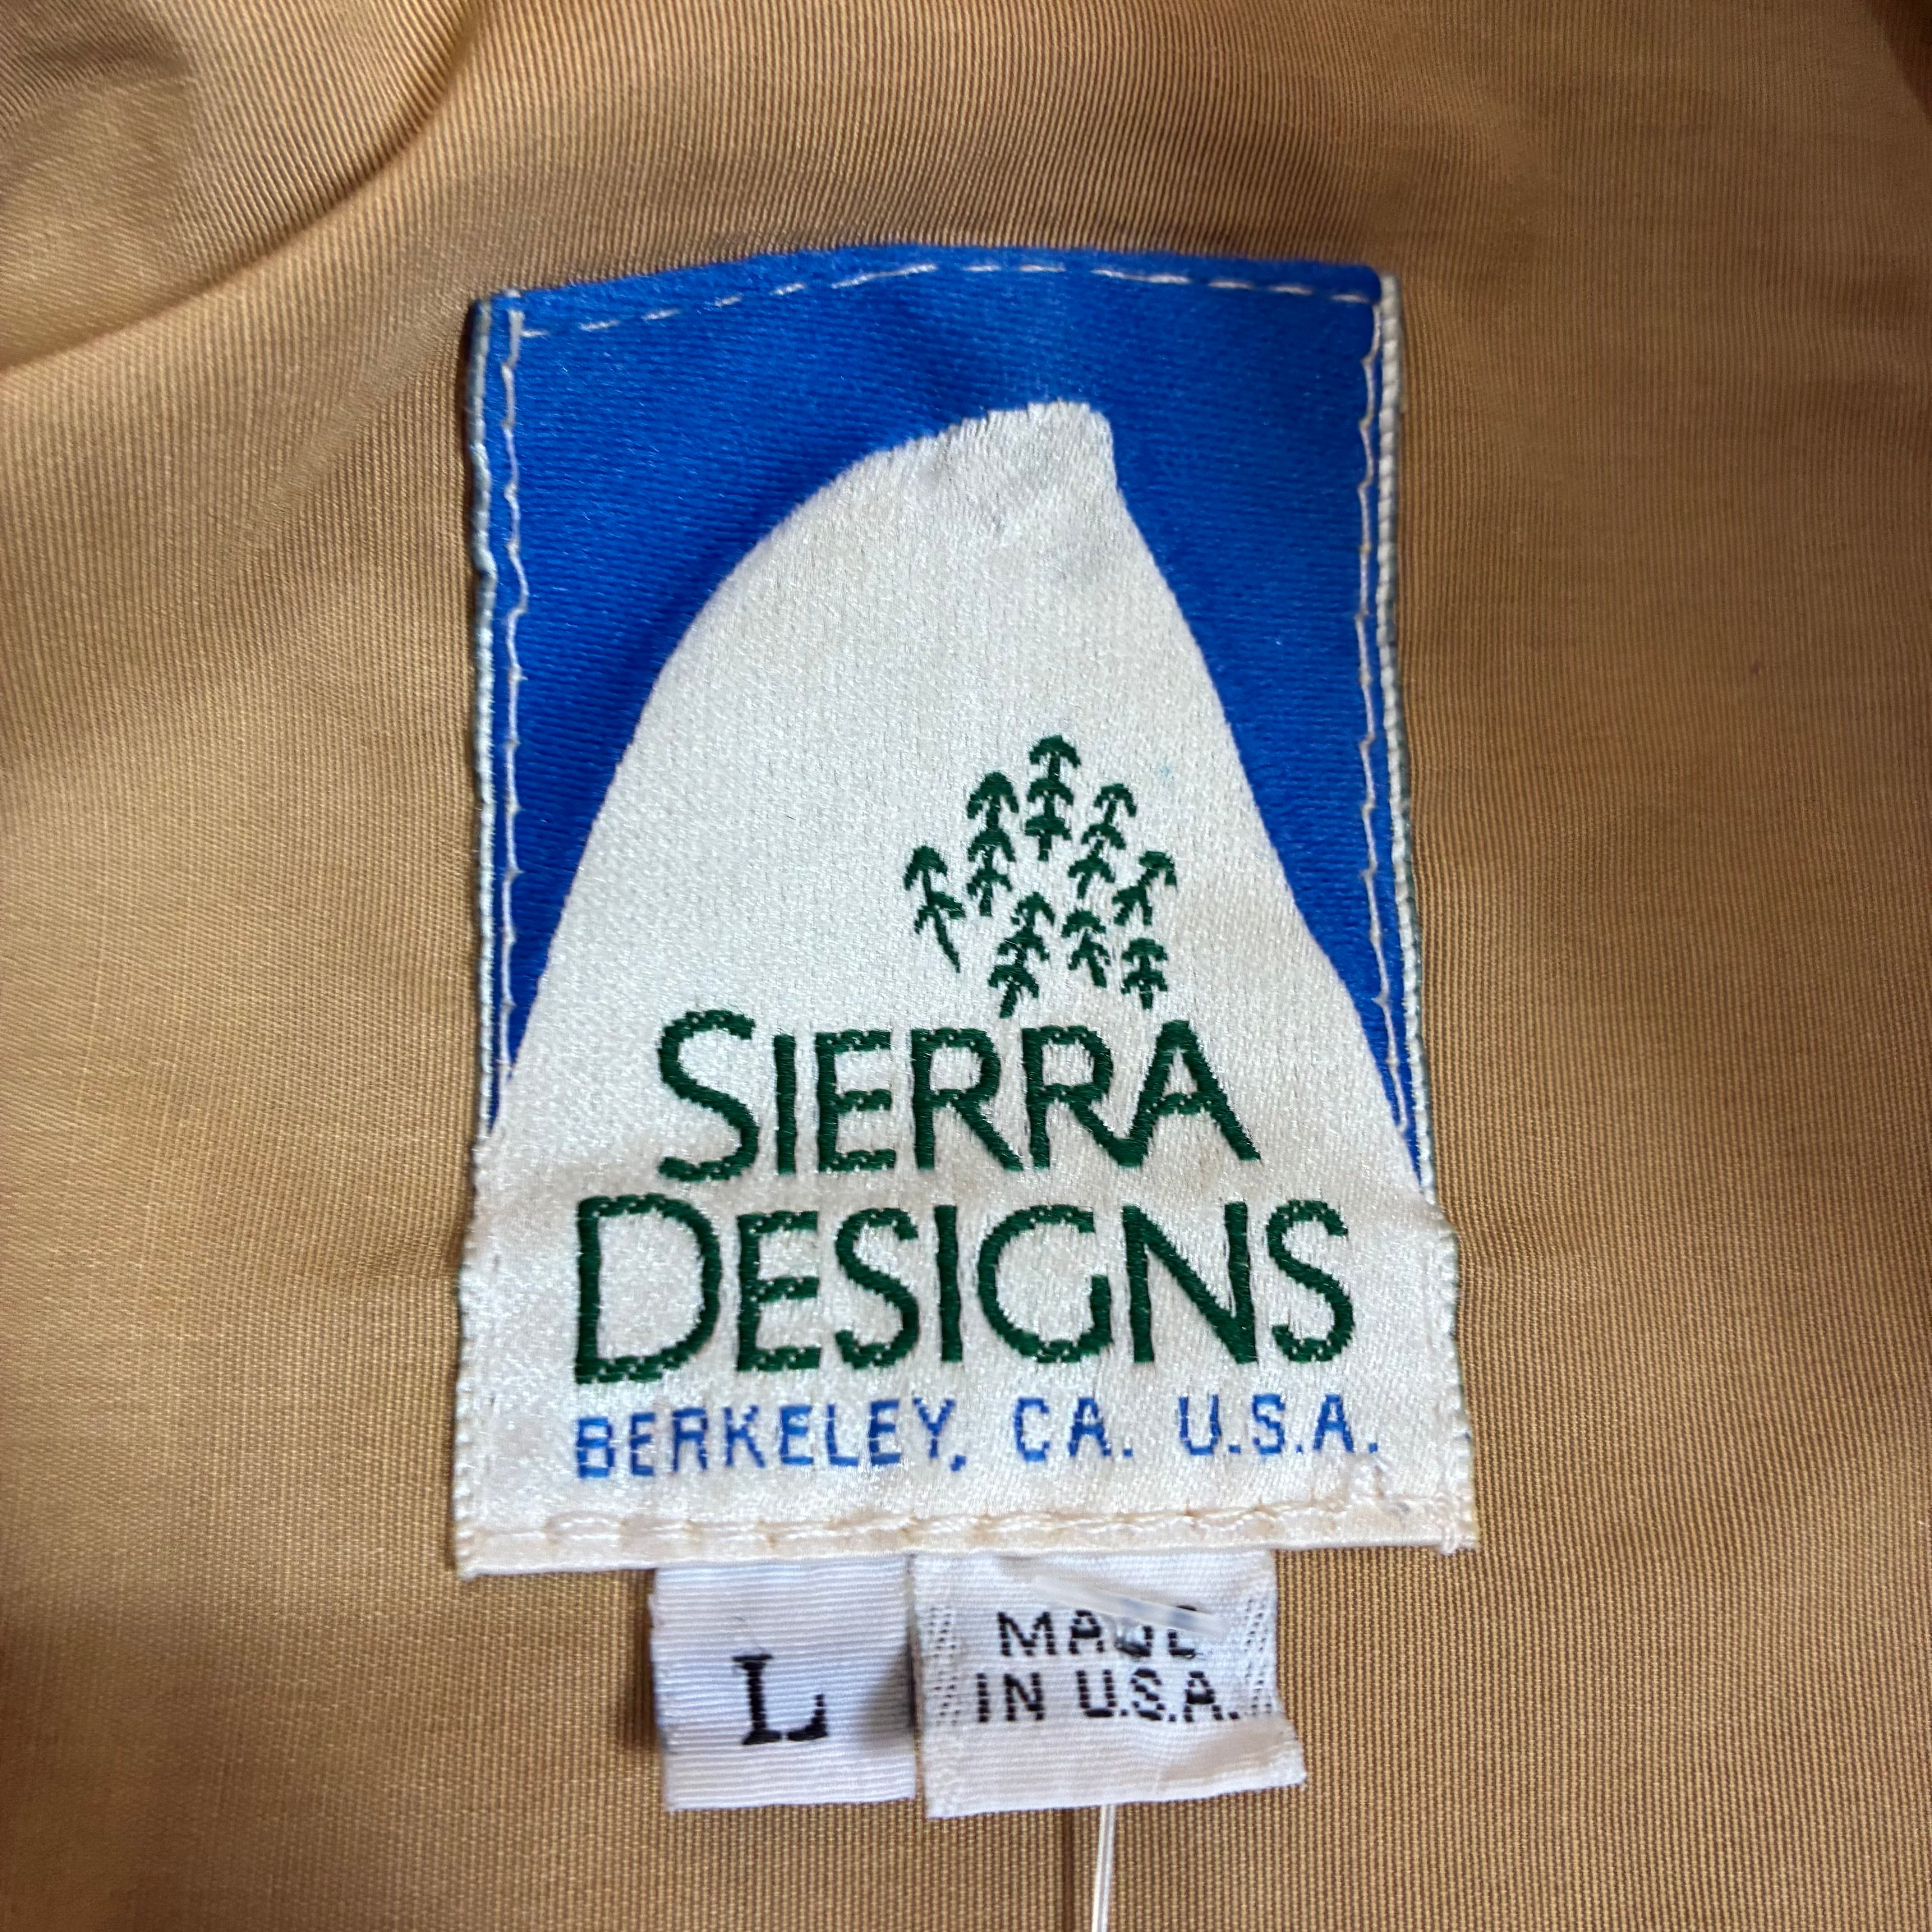 SIERRA
DESIGNS
BERKELEY, CA. U.S.A.
L
MADE
IN U.S.A.